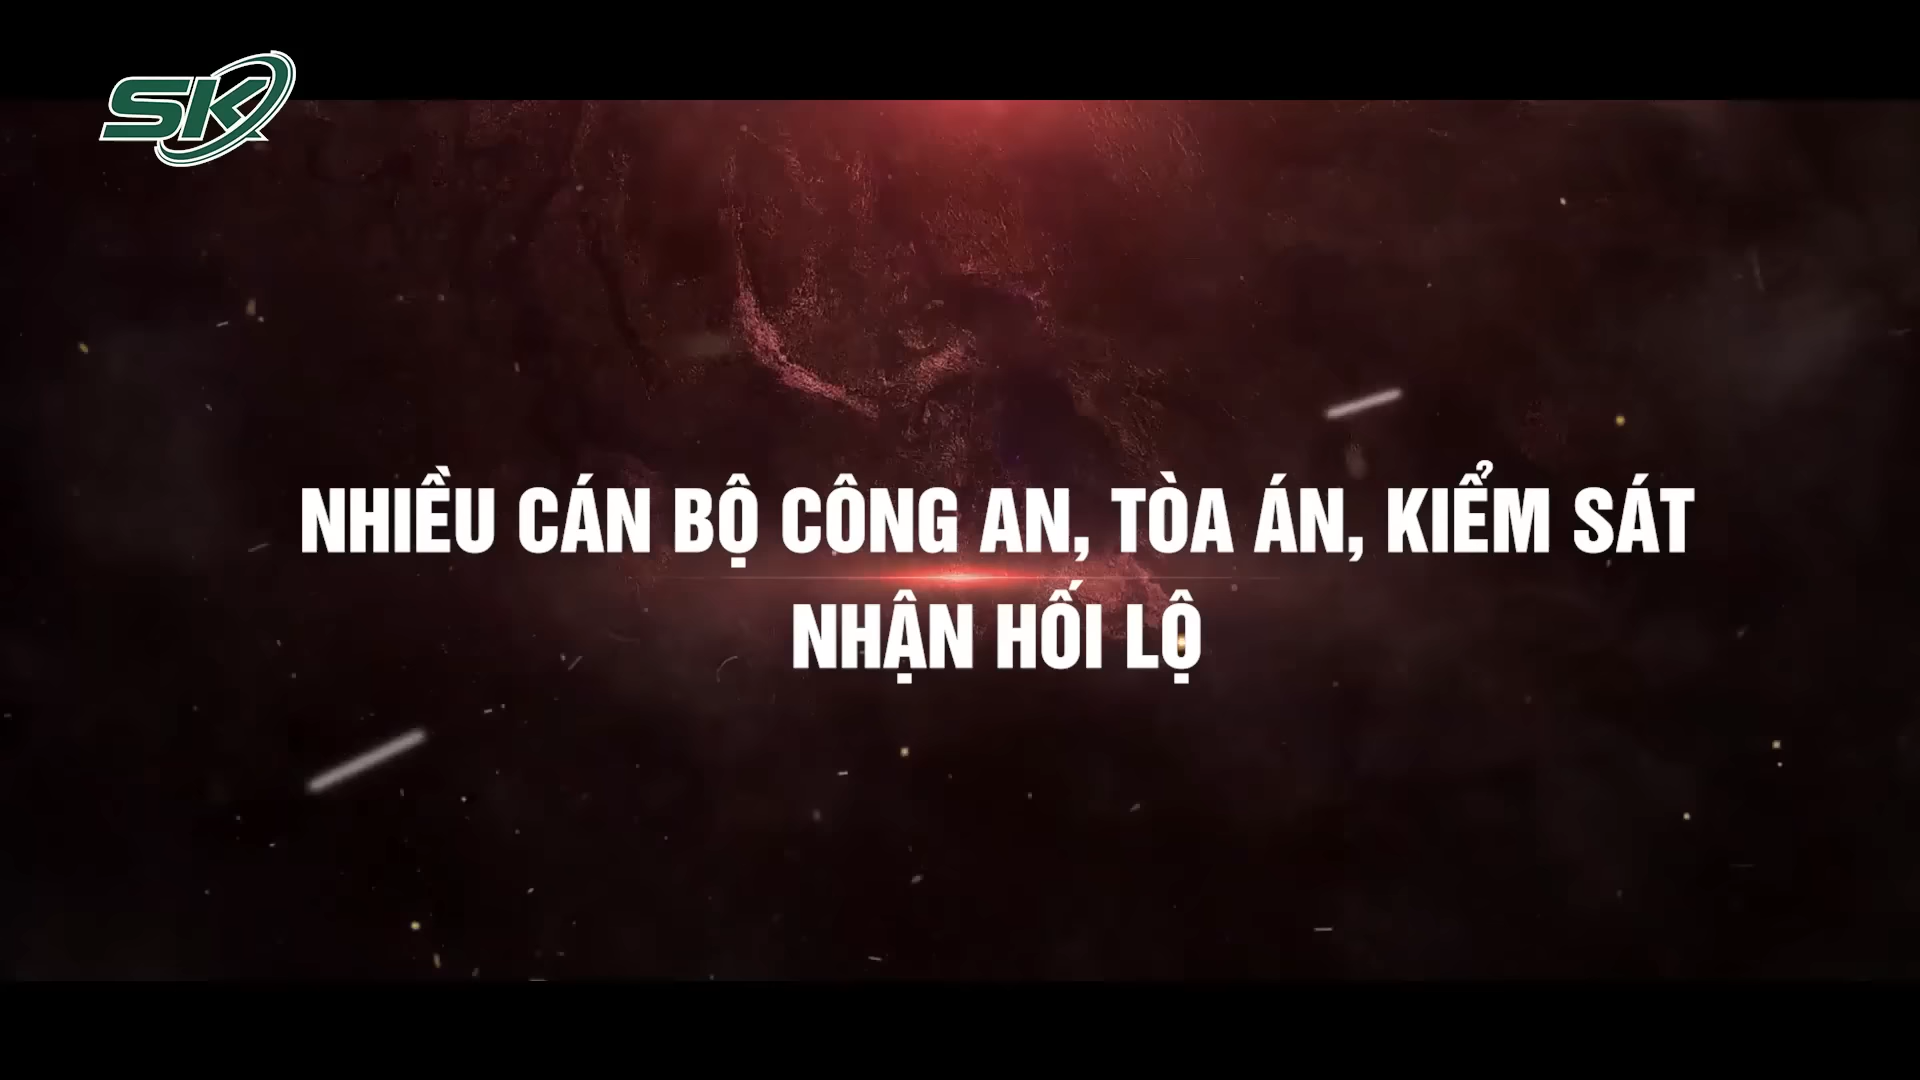 SK
NHIỀU CÁN BỘ CÔNG AN, TÒA ÁN, KIỂM SÁT
NHẬN HỐI LỘ